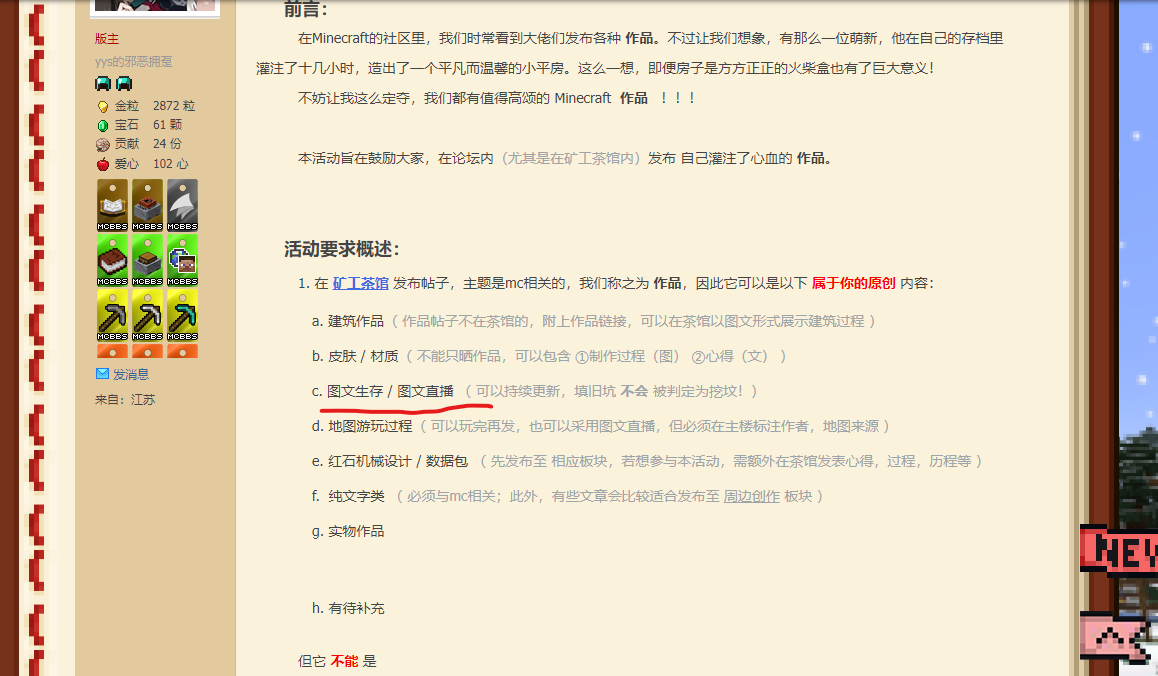 版主
yys的邪恶拥趸
金粒 2872 粒
宝石 61 颗
贡献 24 份
爱心 102 心
MCBBS MCBBS MCBBS
MCBBS MCBBS MCBBS
MCBBS MCBBS MCBBS
发消息
来自：江苏
前言：
在Minecraft的社区里，我们时常看到大佬们发布各种 作品。不过让我们想象，有那么一位萌新，他在自己的存档里
灌注了十几小时，造出了一个平凡而温馨的小平房。这么一想，即便房子是方方正正的火柴盒也有了巨大意义！
不妨让我这么定夺，我们都有值得高颂的 Minecraft 作品 ！！！
本活动旨在鼓励大家，在论坛内（尤其是在矿工茶馆内）发布 自己灌注了心血的 作品。
活动要求概述：
1. 在 矿工茶馆 发布帖子，主题是mc相关的，我们称之为 作品，因此它可以是以下 属于你的原创 内容：
a. 建筑作品（ 作品帖子不在茶馆的，附上作品链接，可以在茶馆以图文形式展示建筑过程 ）
b. 皮肤 / 材质（ 不能只晒作品，可以包含 ①制作过程（图） ②心得（文） ）
c. 图文生存 / 图文直播 （ 可以持续更新，填旧坑 不会 被判定为挖坟！）
d. 地图游玩过程（ 可以玩完再发，也可以采用图文直播，但必须在主楼标注作者，地图来源 ）
e. 红石机械设计 / 数据包 （ 先发布至 相应板块，若想参与本活动，需额外在茶馆发表心得，过程，历程等 ）
f. 纯文字类 （ 必须与mc相关；此外，有些文章会比较适合发布至 周边创作 板块 ）
g. 实物作品
h. 有待补充
但它 不能 是
NEW